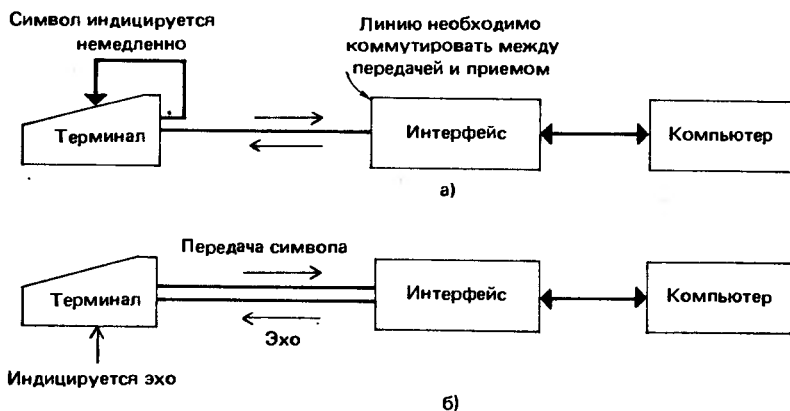 Символ индицируется
немедленно
Линию необходимо
коммутировать между
передачей и приемом
Терминал
Интерфейс
Компьютер
а)
Передача символа
Терминал
Интерфейс
Компьютер
Эхо
Индицируется эхо
б)